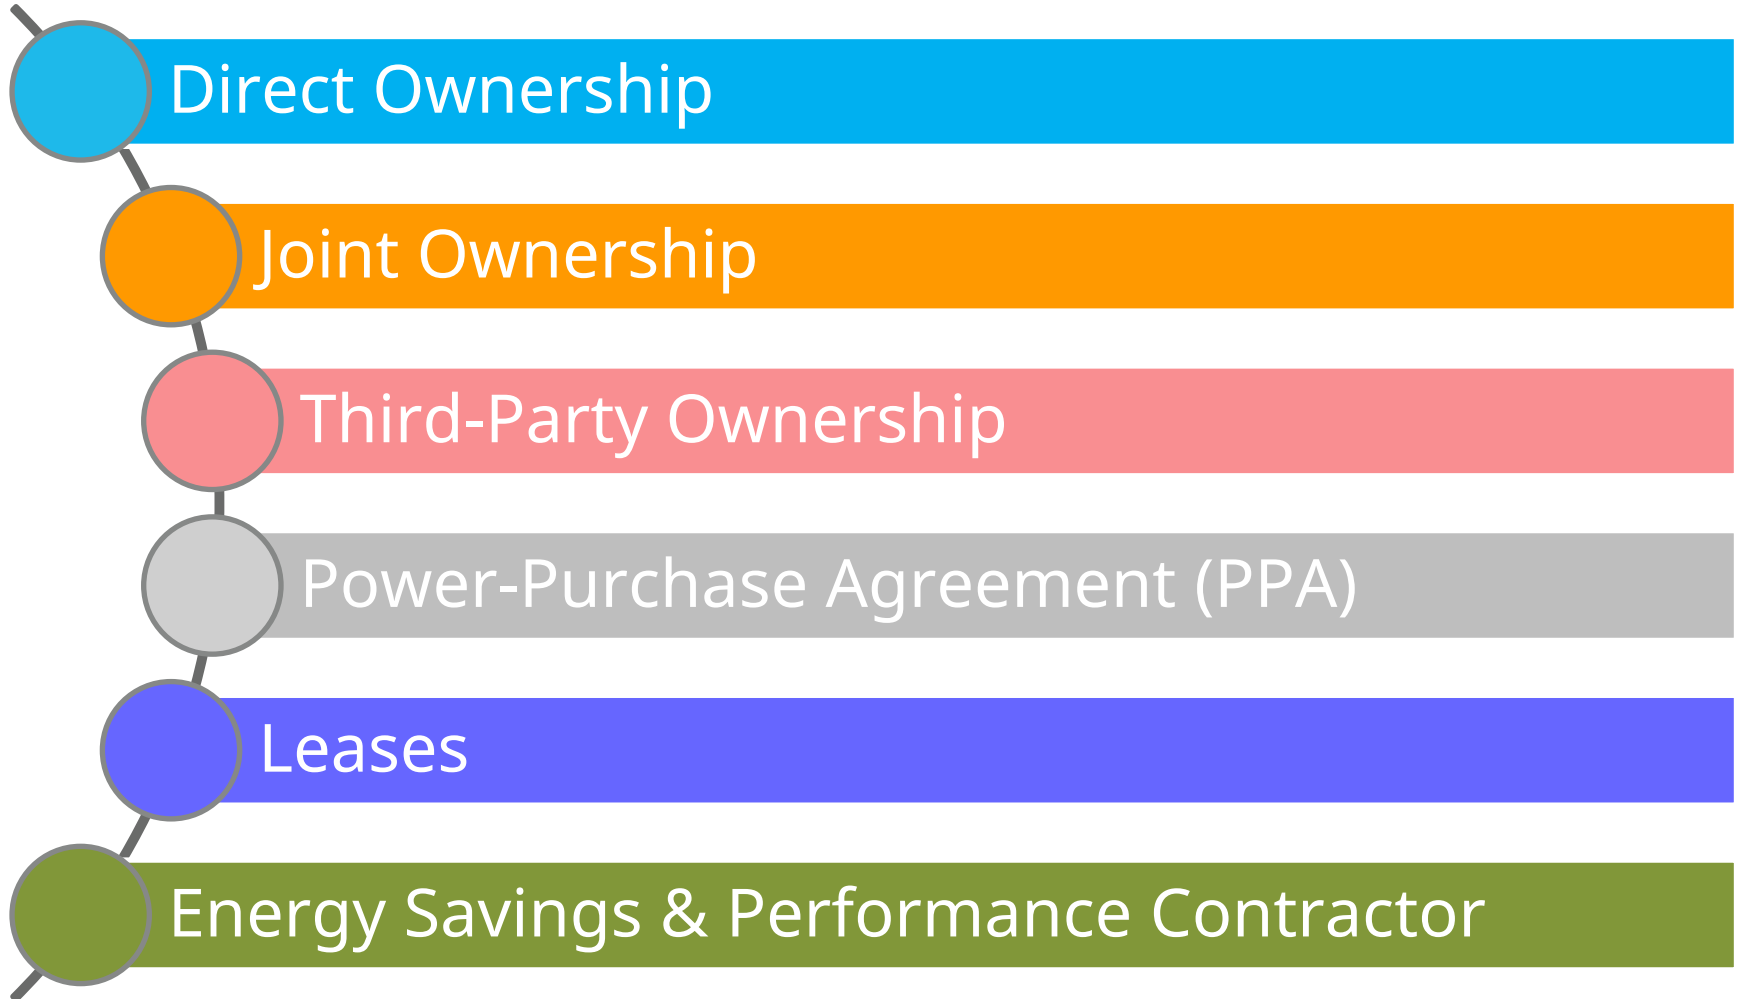 Direct Ownership
Joint Ownership
Third-Party Ownership
Power-Purchase Agreement (PPA)
Leases
Energy Savings & Performance Contractor